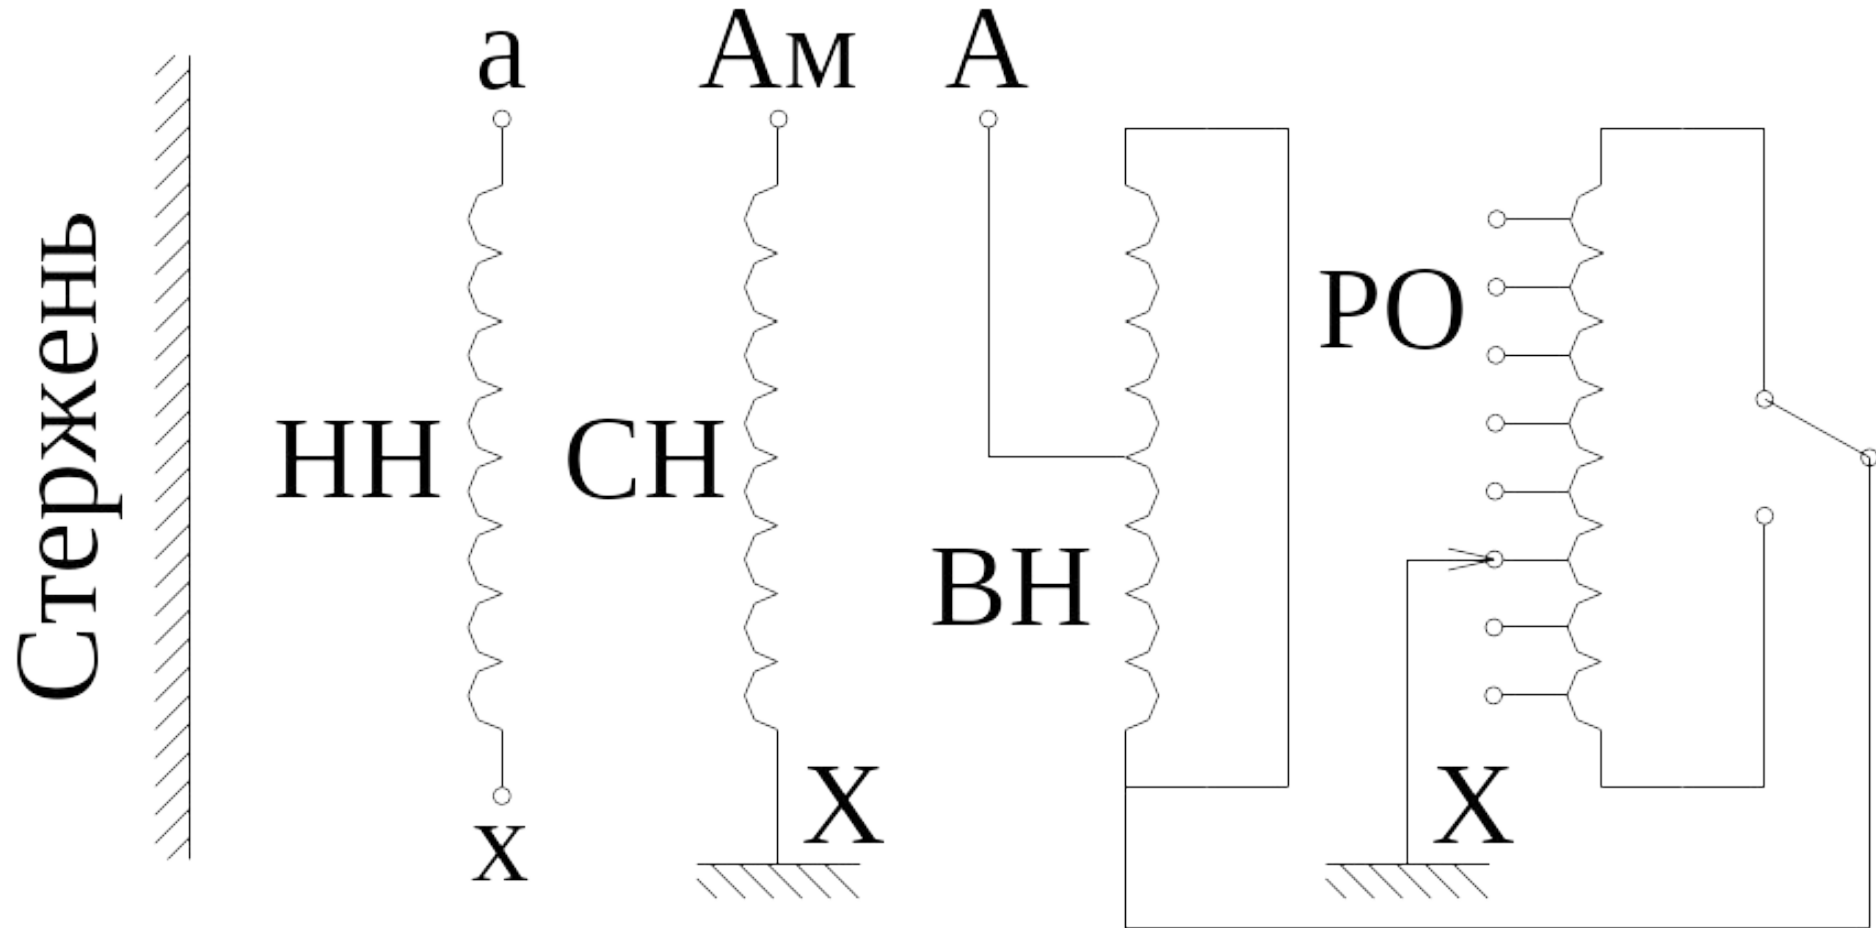 Стержень
а
Ам
А
НН
СН
ВН
РО
х
Х
Х